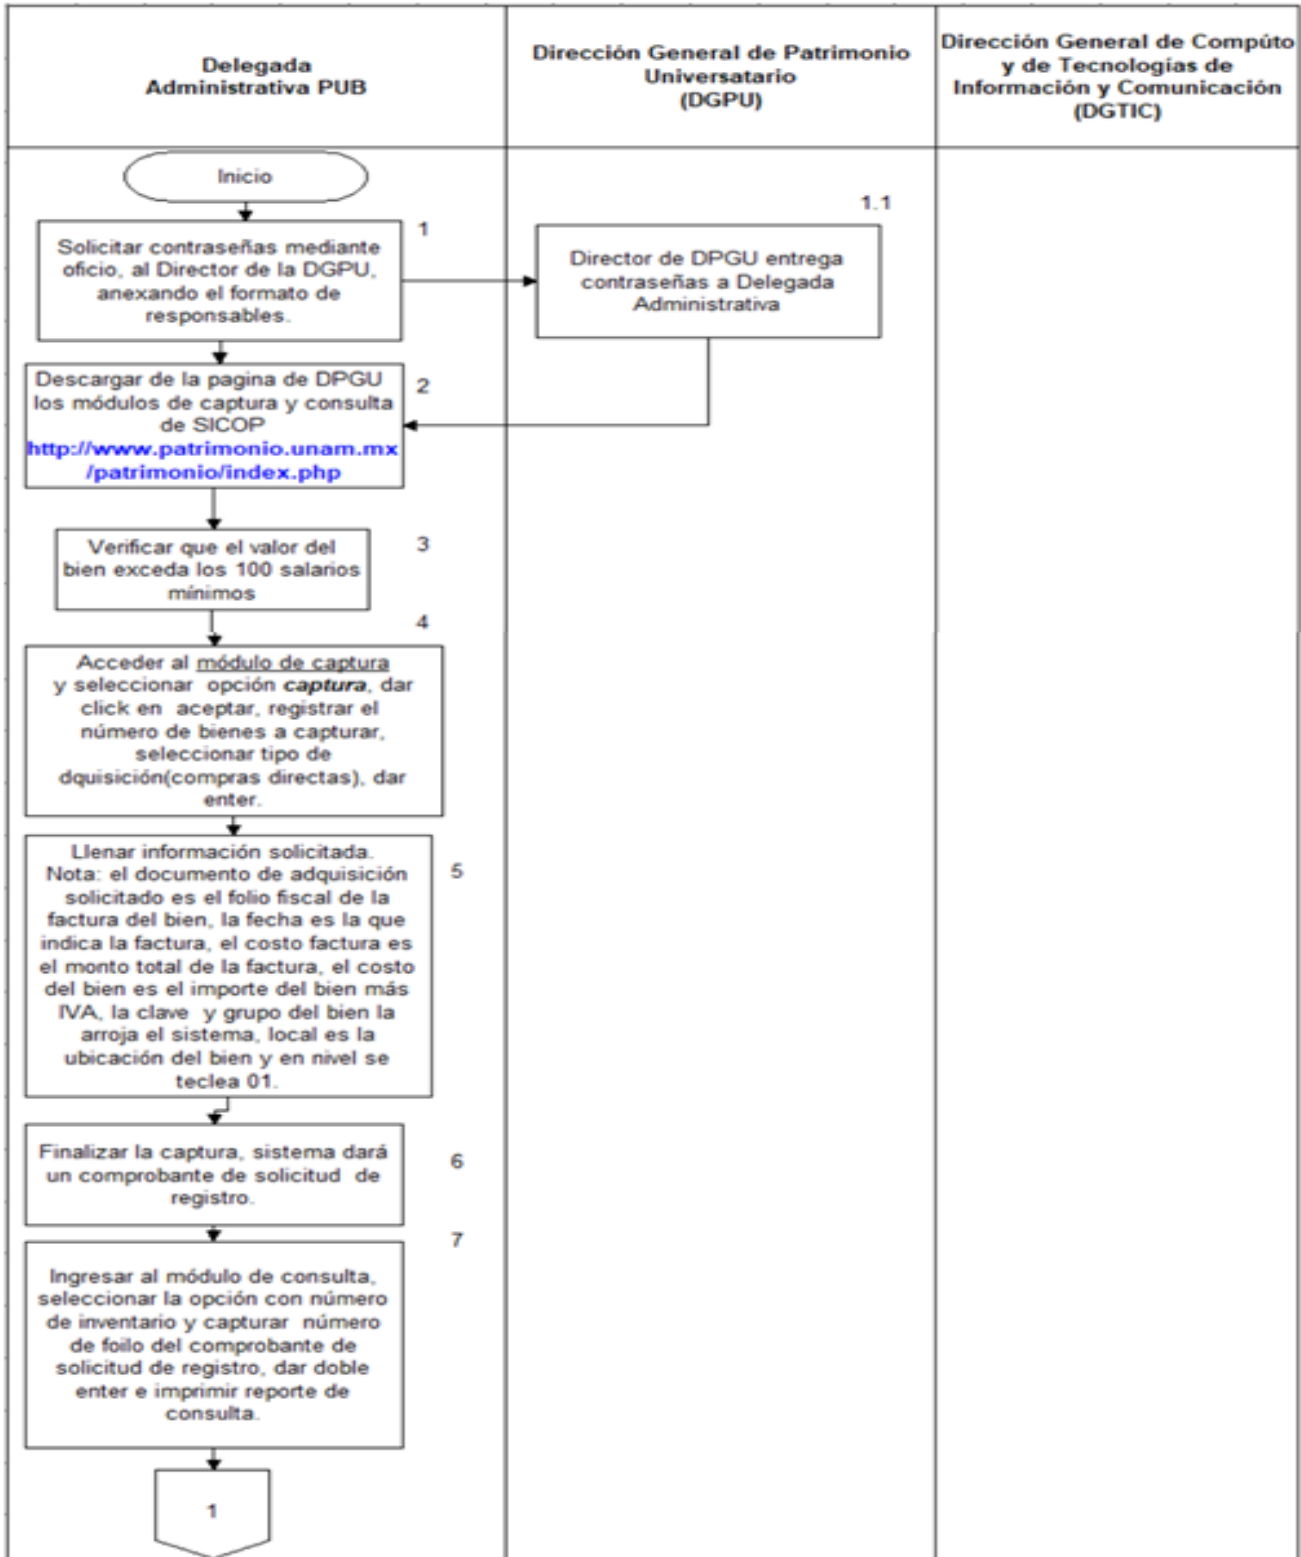 Delegada
Administrativa PUB
Dirección General de Patrimonio
Universatario
(DGPU)
Dirección General de Compúto
y de Tecnologías de
Información y Comunicación
(DGTIC)
Inicio
1
Solicitar contraseñas mediante
oficio, al Director de la DGPU,
anexando el formato de
responsables.
1.1
Director de DPGU entrega
contraseñas a Delegada
Administrativa
2
Descargar de la pagina de DPGU
los módulos de captura y consulta
de SICOP
http://www.patrimonio.unam.mx
/patrimonio/index.php
3
Verificar que el valor del
bien exceda los 100 salarios
mínimos
4
Acceder al módulo de captura
y seleccionar opción captura, dar
click en aceptar, registrar el
número de bienes a capturar,
seleccionar tipo de
dquisición(compras directas), dar
enter.
5
Llenar información solicitada.
Nota: el documento de adquisición
solicitado es el folio fiscal de la
factura del bien, la fecha es la que
indica la factura, el costo factura es
el monto total de la factura, el costo
del bien es el importe del bien más
IVA, la clave y grupo del bien la
arroja el sistema, local es la
ubicación del bien y en nivel se
teclea 01.
6
Finalizar la captura, sistema dará
un comprobante de solicitud de
registro.
7
Ingresar al módulo de consulta,
seleccionar la opción con número
de inventario y capturar número
de foilo del comprobante de
solicitud de registro, dar doble
enter e imprimir reporte de
consulta.
1